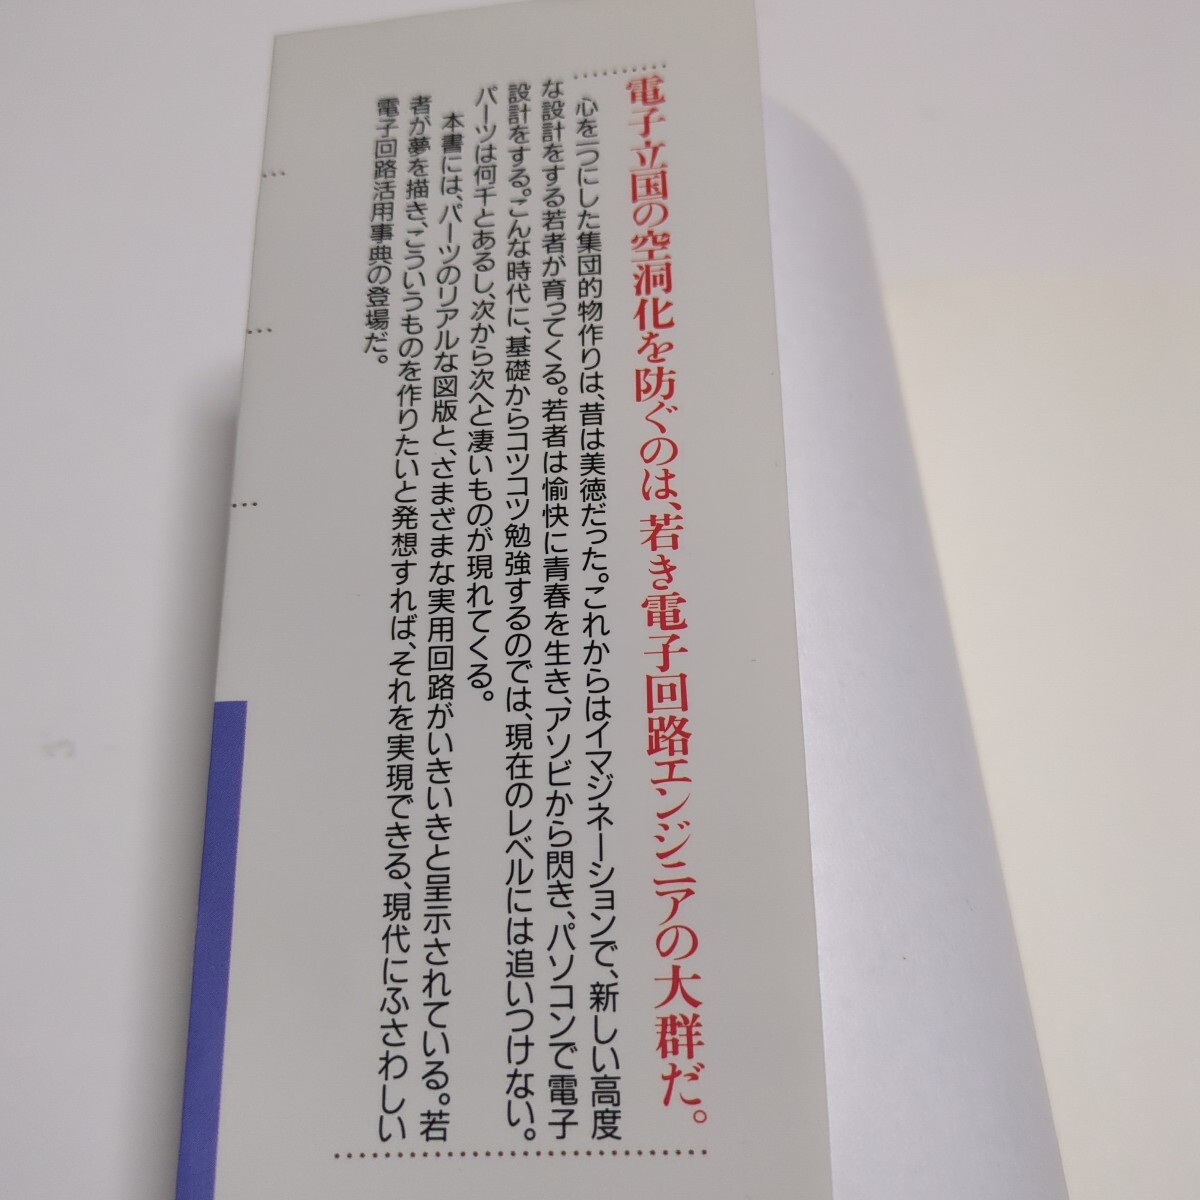 電子立国の空洞化を防ぐのは、若き電子回路エンジニアの大群だ。
心を一つにした集団的物作りは、昔は美徳だった。これからはイマジネーションで、新しい高度
な設計をする若者が育ってくる。若者は愉快に青春を生き、アソビから閃き、パソコンで電子
設計をする。こんな時代に、基礎からコツコツ勉強するのでは、現在のレベルには追いつけない。
パーツは何千とあるし、次から次へと凄いものが現れてくる。
本書には、パーツのリアルな図版と、さまざまな実用回路がいきいきと呈示されている。若
者が夢を描き、こういうものを作りたいと発想すれば、それを実現できる、現代にふさわしい
電子回路活用事典の登場だ。